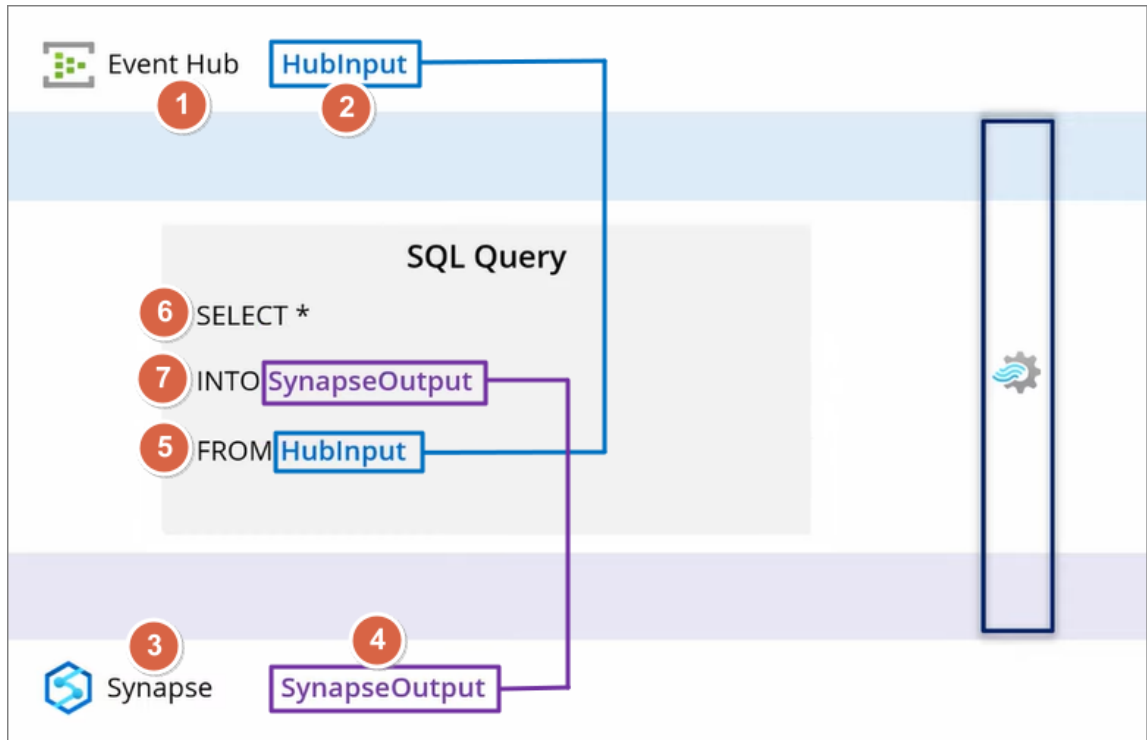 Event Hub HubInput
1 2
SQL Query
6 SELECT *
7 INTO SynapseOutput
5 FROM HubInput
3 4
Synapse SynapseOutput